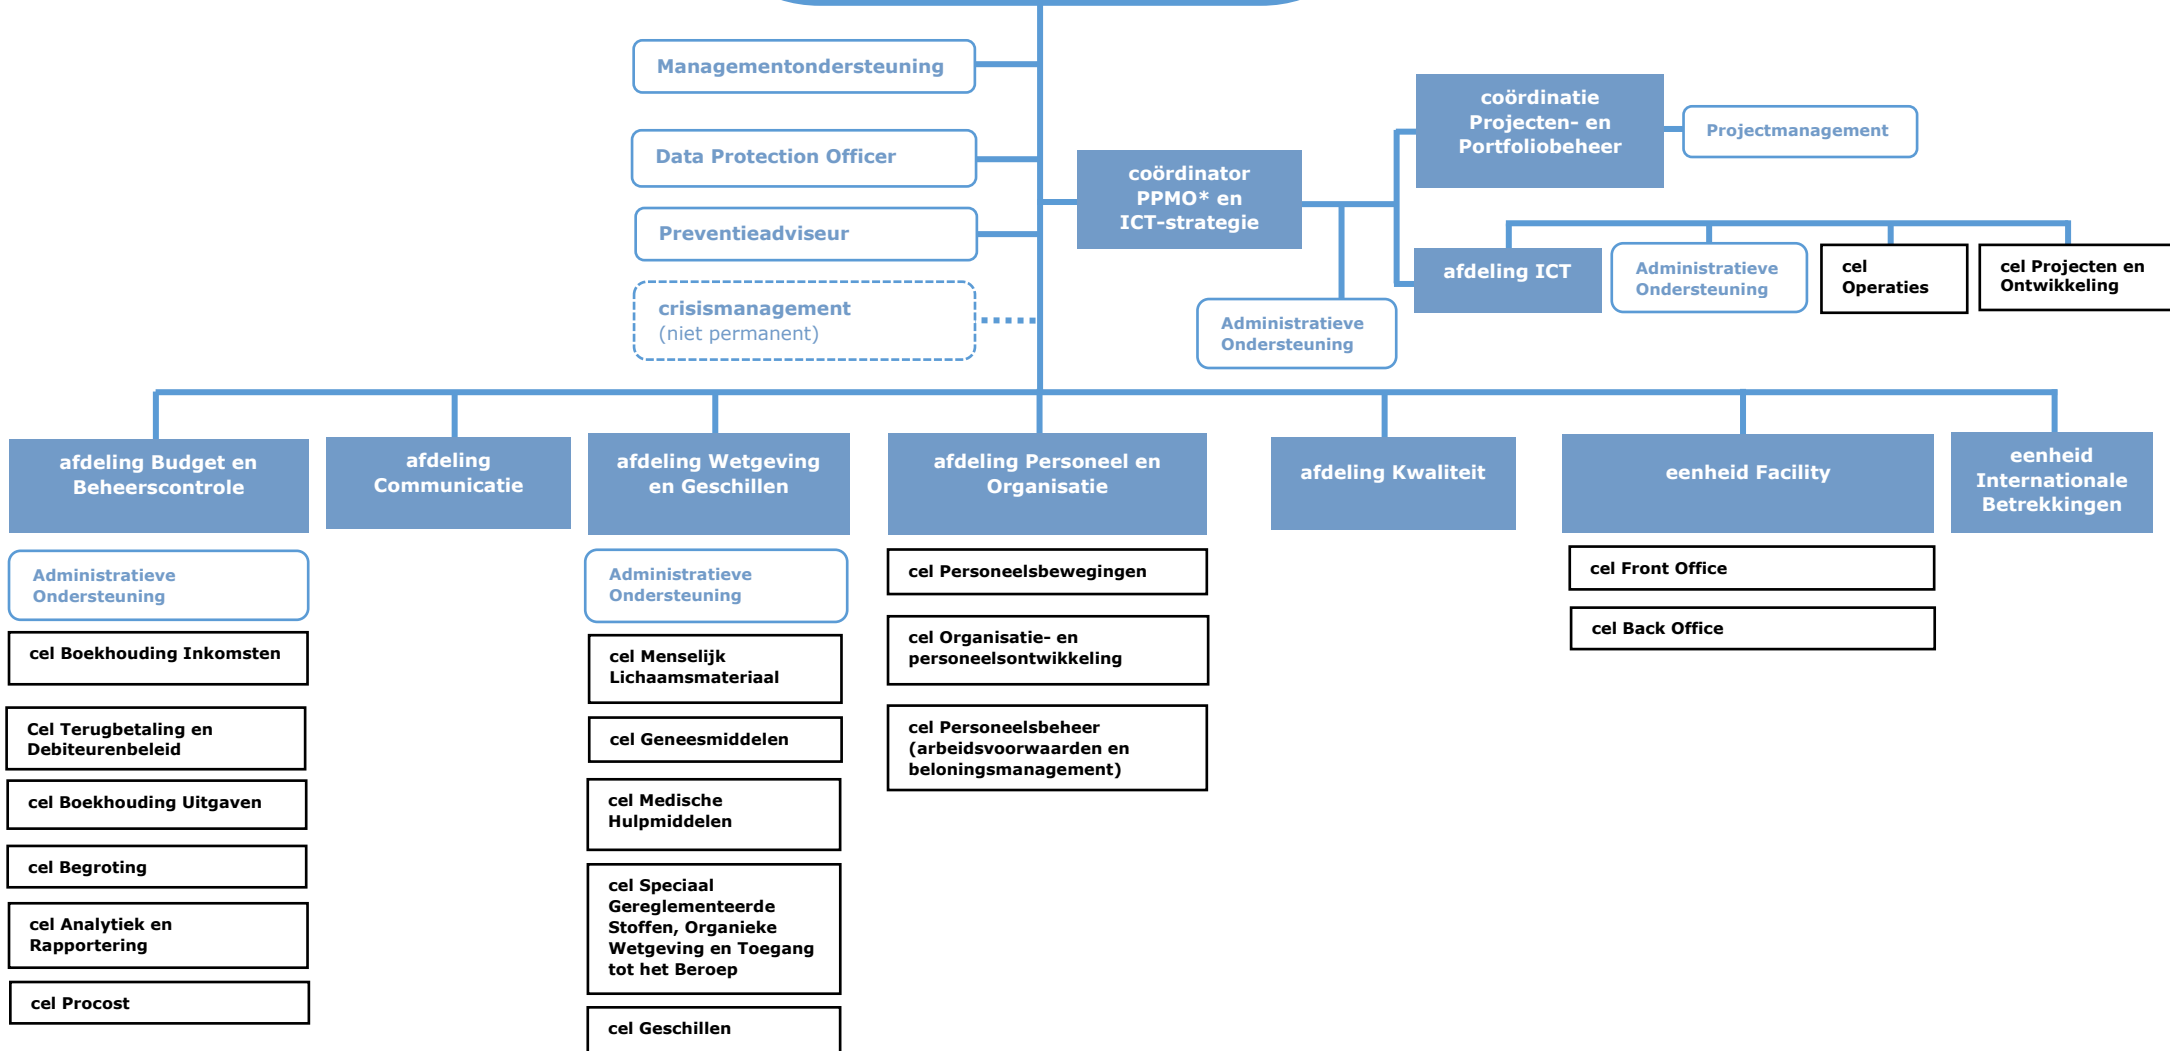 Managementondersteuning
Data Protection Officer
Preventieadviseur
crisismanagement
(niet permanent)
coördinator
PPMO* en
ICT-strategie
coördinatie
Projecten- en
Portfoliobeheer
Projectmanagement
afdeling ICT
Administratieve
Ondersteuning
cel
Operaties
cel Projecten en
Ontwikkeling
Administratieve
Ondersteuning
afdeling Budget en
Beheerscontrole
Administratieve
Ondersteuning
cel Boekhouding Inkomsten
Cel Terugbetaling en
Debiteurenbeleid
cel Boekhouding Uitgaven
cel Begroting
cel Analytiek en
Rapportering
cel Procost
afdeling
Communicatie
afdeling Wetgeving
en Geschillen
Administratieve
Ondersteuning
cel Menselijk
Lichaamsmateriaal
cel Geneesmiddelen
cel Medische
Hulpmiddelen
cel Speciaal
Gereglementeerde
Stoffen, Organieke
Wetgeving en Toegang
tot het Beroep
cel Geschillen
afdeling Personeel en
Organisatie
cel Personeelsbewegingen
cel Organisatie- en
personeelsontwikkeling
cel Personeelsbeheer
(arbeidsvoorwaarden en
beloningsmanagement)
afdeling Kwaliteit
eenheid Facility
cel Front Office
cel Back Office
eenheid
Internationale
Betrekkingen